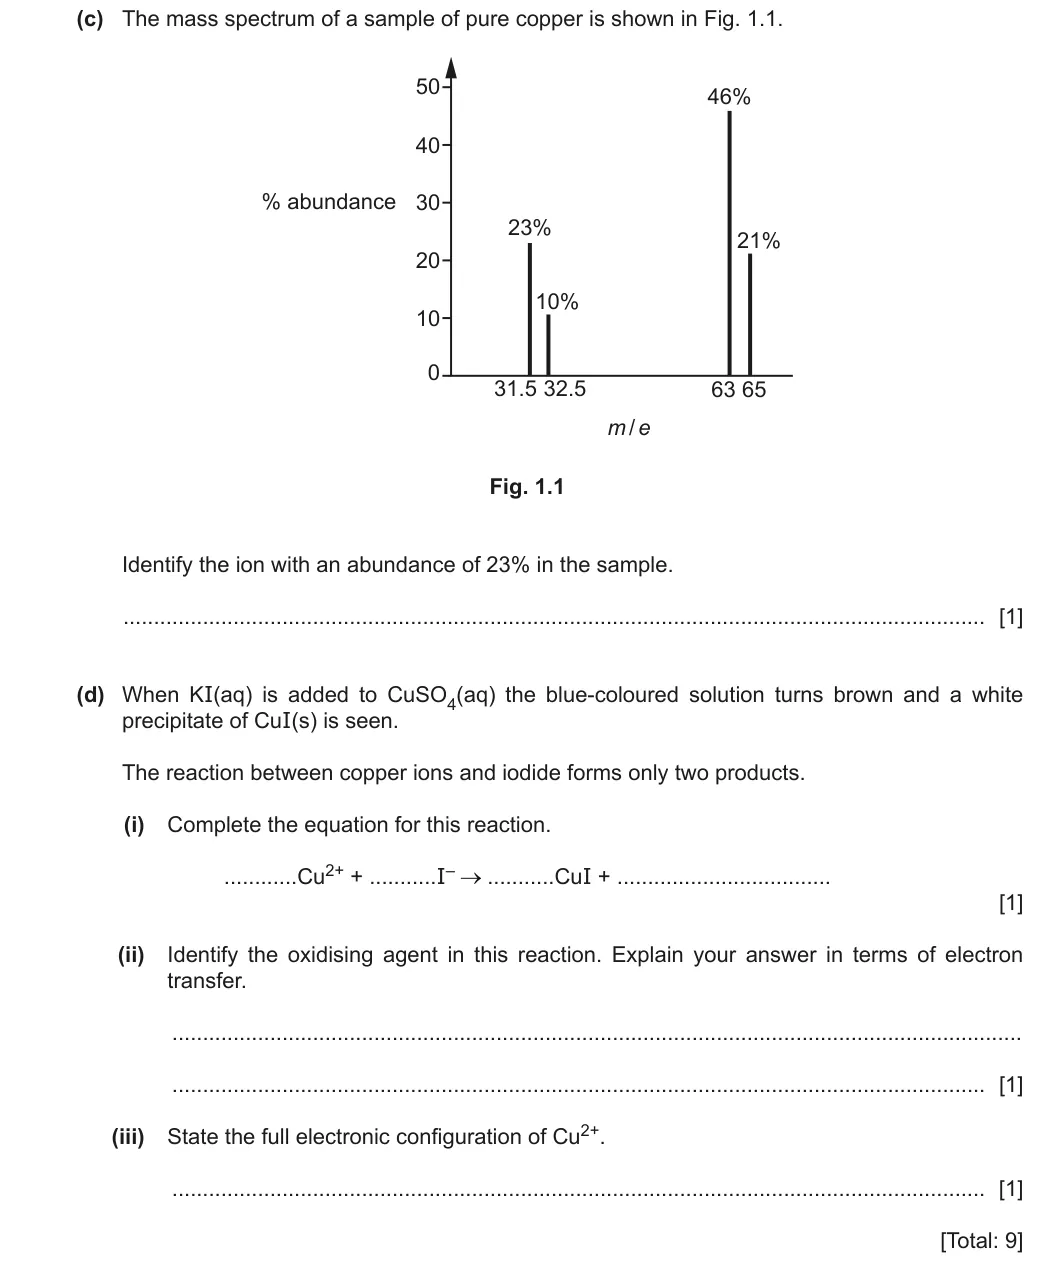 (c) The mass spectrum of a sample of pure copper is shown in Fig. 1.1.
50
46%
40
% abundance 30
23%
21%
20
10%
10
0
31.5 32.5 63 65
m / e
Fig. 1.1
Identify the ion with an abundance of 23% in the sample.
.......................................................................................................................................... [1]
(d) When KI(aq) is added to CuSO₄(aq) the blue-coloured solution turns brown and a white
precipitate of CuI(s) is seen.
The reaction between copper ions and iodide forms only two products.
(i) Complete the equation for this reaction.
............Cu²⁺ + ...........I⁻ → ...........CuI + ...................................
[1]
(ii) Identify the oxidising agent in this reaction. Explain your answer in terms of electron
transfer.
..........................................................................................................................................
..................................................................................................................................... [1]
(iii) State the full electronic configuration of Cu²⁺.
..................................................................................................................................... [1]
[Total: 9]